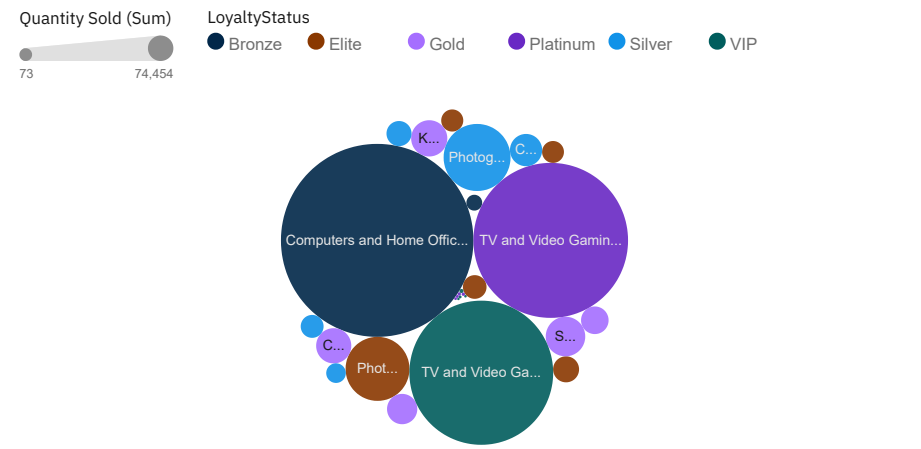 Quantity Sold (Sum)
73
74,454
LoyaltyStatus
Bronze
Elite
Gold
Platinum
Silver
VIP
K...
Photog...
C...
Computers and Home Offic...
TV and Video Gamin...
S...
C...
Phot...
TV and Video Ga...